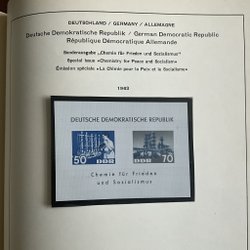 DEUTSCHLAND / GERMANY / ALLEMAGNE
Deutsche Demokratische Republik / German Democratic Republic
République Démocratique Allemande
Sonderausgabe „Chemie für Frieden und Sozialismus"
Special Issue «Chemistry for Peace and Socialism»
Émission spéciale «La Chimie pour la Paix et le Socialisme»
1963
DEUTSCHE DEMOKRATISCHE REPUBLIK
50 DDR
DDR 70
Chemie für Frieden
und Sozialismus